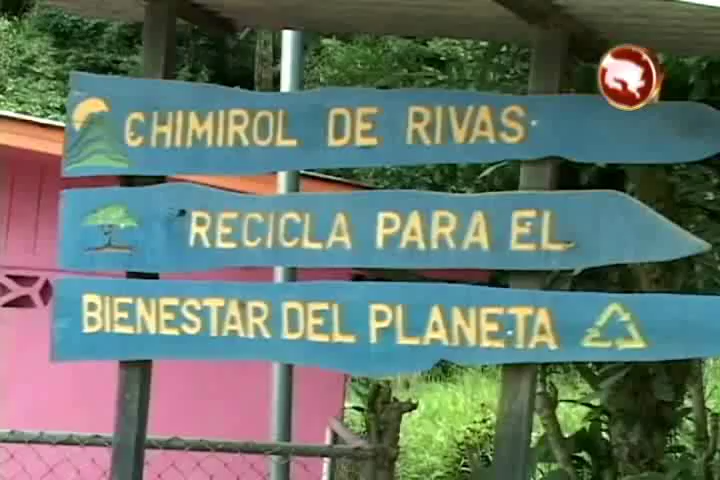 CHIMIROL DE RIVAS
RECICLA PARA EL
BIENESTAR DEL PLANETA